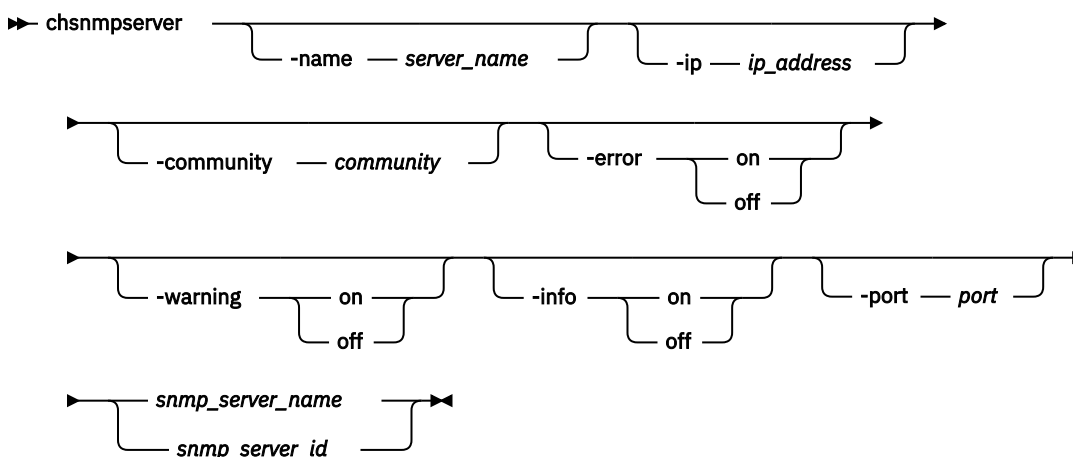 chsnmpserver
-name server_name -ip ip_address
-community community -error on
off
-warning on -info on -port port
off off
snmp_server_name
snmp_server_id